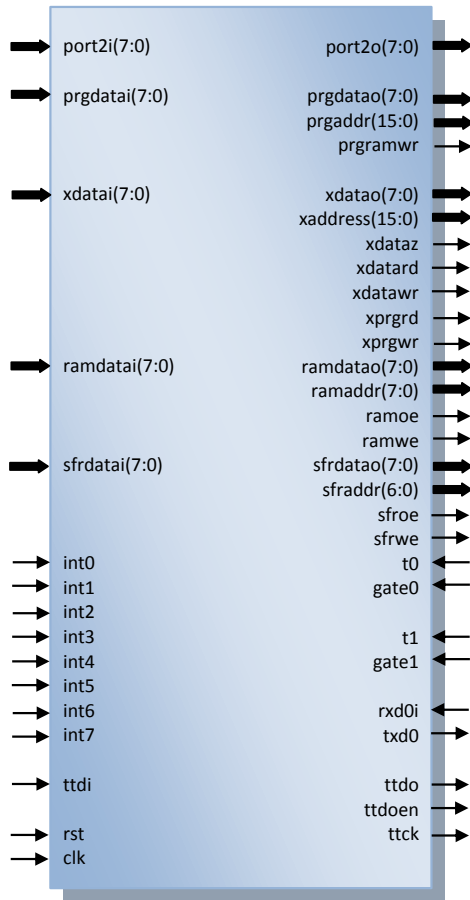 port2i(7:0)
port2o(7:0)
prgdatai(7:0)
prgdatao(7:0)
prgaddr(15:0)
prgramwr
xdatai(7:0)
xdatao(7:0)
xaddress(15:0)
xdataz
xdatard
xdatawr
xprgrd
xprgwr
ramdatai(7:0)
ramdatao(7:0)
ramaddr(7:0)
ramoe
ramwe
sfrdatai(7:0)
sfrdatao(7:0)
sfraddr(6:0)
sfroe
sfrwe
int0
t0
int1
gate0
int2
int3
t1
int4
gate1
int5
int6
rxd0i
int7
txd0
ttdi
ttdo
ttdoen
rst
ttck
clk